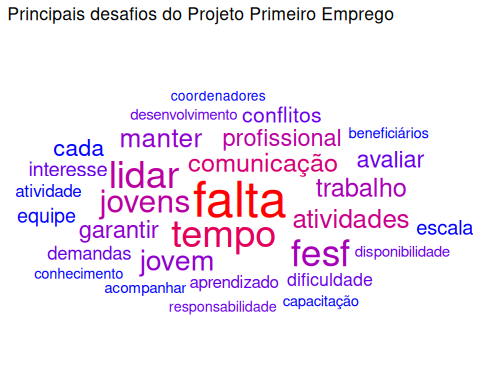 Principais desafios do Projeto Primeiro Emprego
coordenadores
desenvolvimento conflitos
manter profissional beneficiários
cada comunicação avaliar
interesse lidar
atividade jovens falta trabalho
equipe atividades
garantir tempo escala
demandas jovem fesf disponibilidade
conhecimento aprendizado dificuldade
acompanhar
responsabilidade capacitação